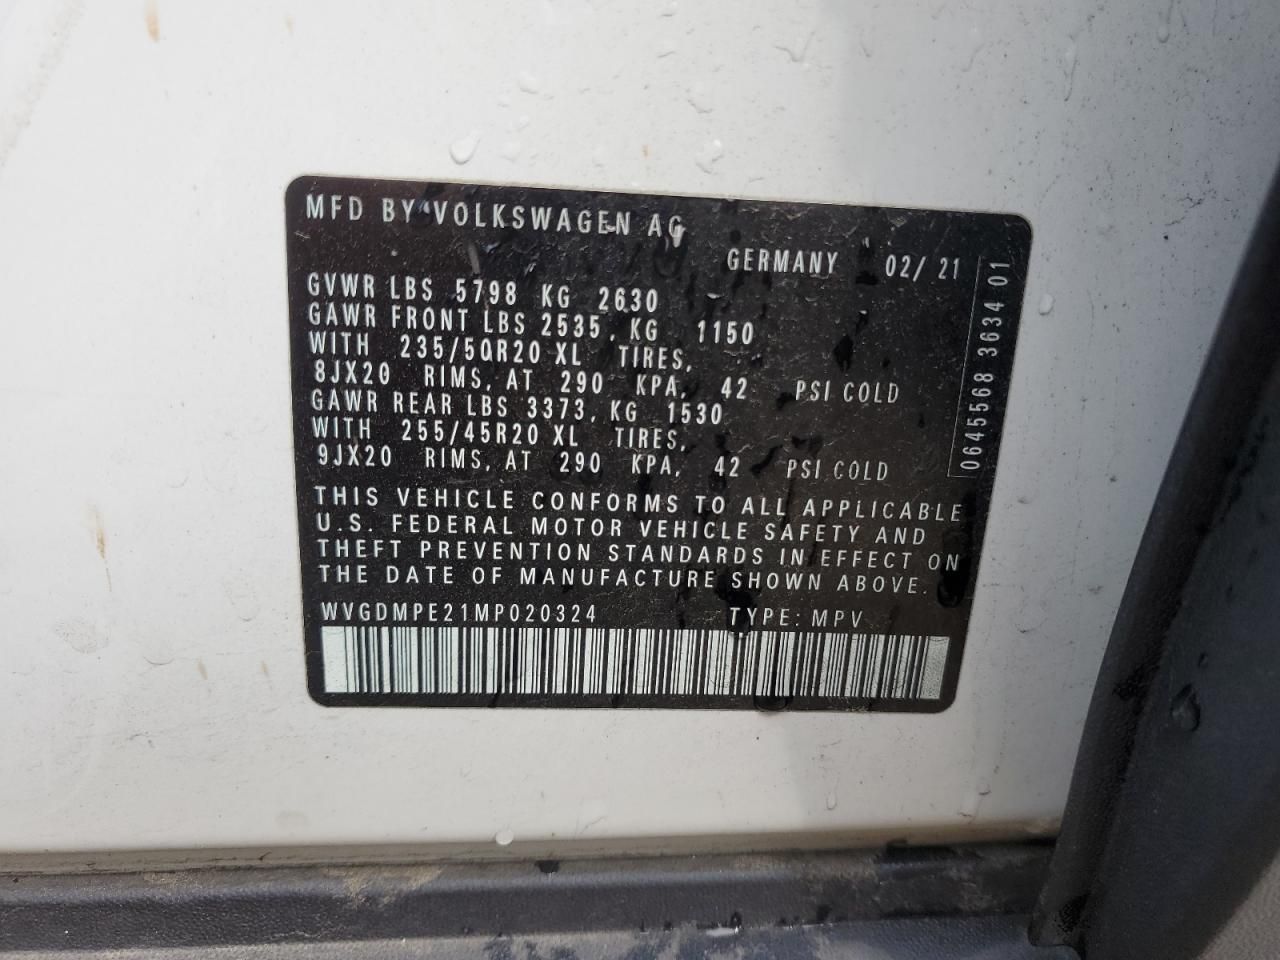 MFD BY VOLKSWAGEN AG
GERMANY 02/ 21
GVWR LBS 5798 KG 2630
GAWR FRONT LBS 2535, KG 1150
WITH 235/50R20 XL TIRES,
8JX20 RIMS, AT 290 KPA, 42 PSI COLD
GAWR REAR LBS 3373, KG 1530
WITH 255/45R20 XL TIRES,
9JX20 RIMS, AT 290 KPA, 42 PSI COLD
THIS VEHICLE CONFORMS TO ALL APPLICABLE
U.S. FEDERAL MOTOR VEHICLE SAFETY AND
THEFT PREVENTION STANDARDS IN EFFECT ON
THE DATE OF MANUFACTURE SHOWN ABOVE.
WVGDMPE21MP020324 TYPE: MPV
0645568 3634 01